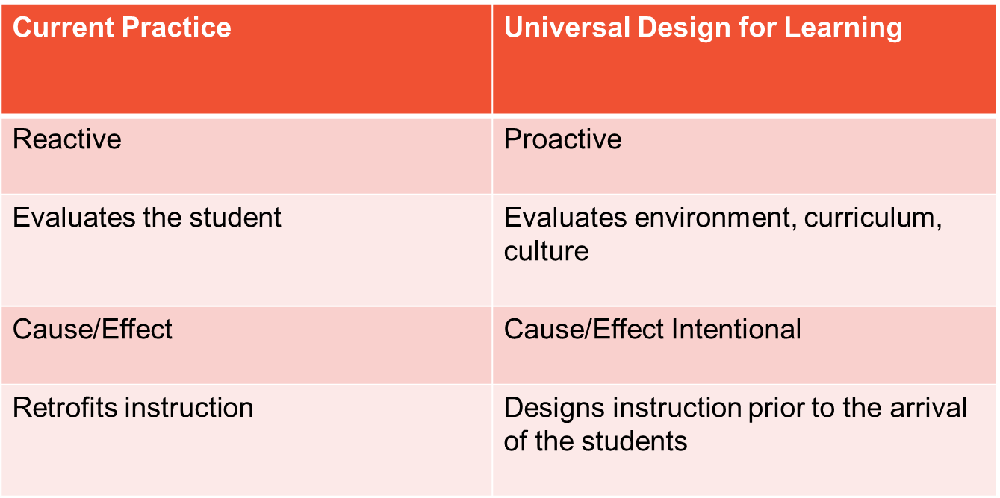 Current Practice
Universal Design for Learning
Reactive
Proactive
Evaluates the student
Evaluates environment, curriculum,
culture
Cause/Effect
Cause/Effect Intentional
Retrofits instruction
Designs instruction prior to the arrival
of the students